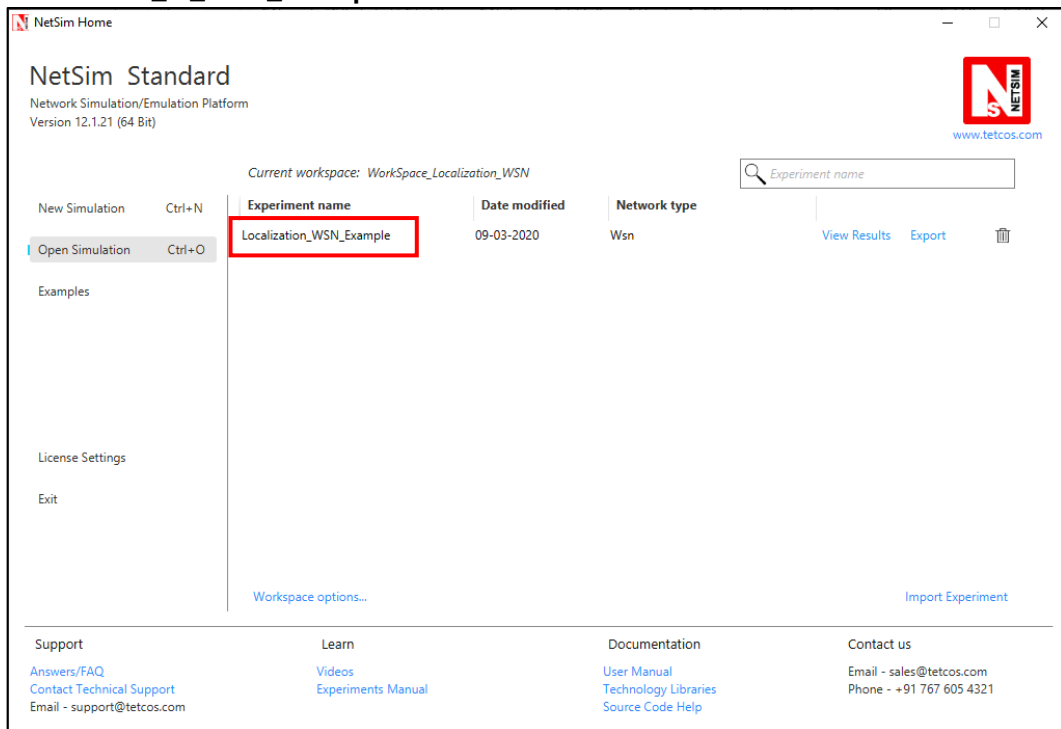 NetSim Home
NetSim Standard
Network Simulation/Emulation Platform
Version 12.1.21 (64 Bit)
NETSIM
www.tetcos.com
Current workspace: WorkSpace_Localization_WSN
Experiment name
New Simulation Ctrl+N
Experiment name Date modified Network type
Localization_WSN_Example 09-03-2020 Wsn View Results Export
Open Simulation Ctrl+O
Examples
License Settings
Exit
Workspace options...
Import Experiment
Support Learn Documentation Contact us
Answers/FAQ Videos User Manual Email - sales@tetcos.com
Contact Technical Support Experiments Manual Technology Libraries Phone - +91 767 605 4321
Email - support@tetcos.com Source Code Help